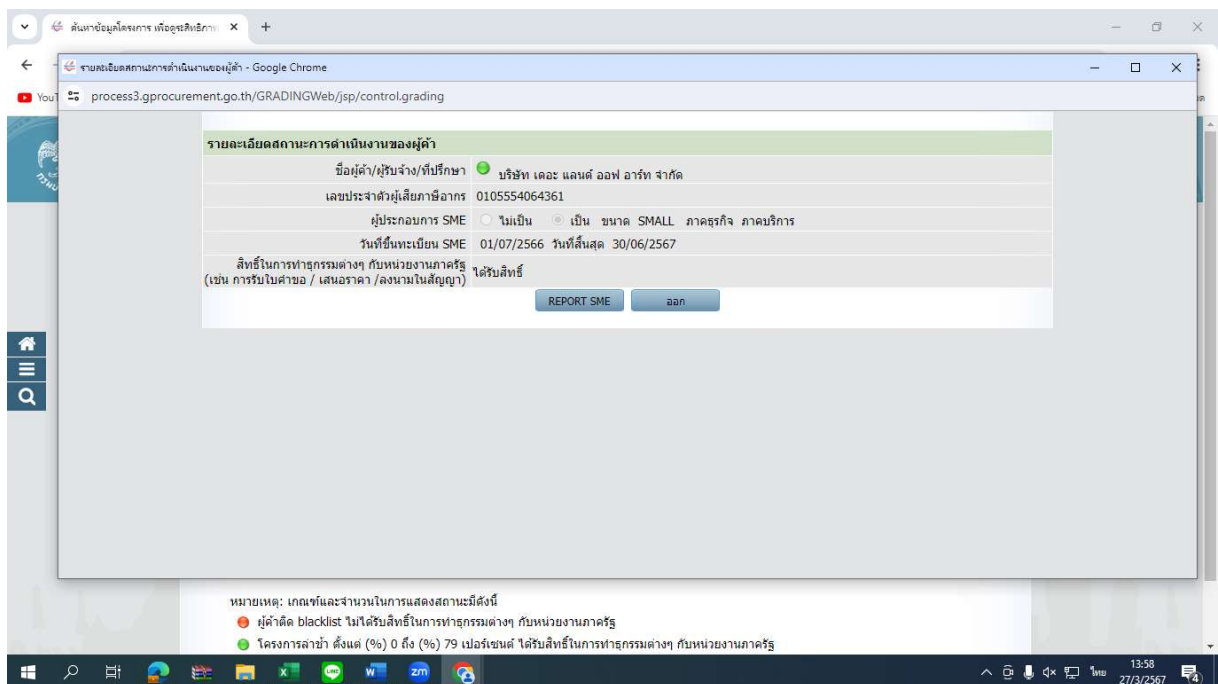 ค้นหาข้อมูลโครงการ เพื่อดูประสิทธิภา
รายละเอียดสถานะการดำเนินงานของผู้ค้า - Google Chrome
YouT
process3.gprocurement.go.th/GRADINGWeb/jsp/control.grading
รายละเอียดสถานะการดำเนินงานของผู้ค้า
ชื่อผู้ค้า/ผู้รับจ้าง/ที่ปรึกษา บริษัท เดอะ แลนด์ ออฟ อาร์ท จำกัด
เลขประจำตัวผู้เสียภาษีอากร 0105554064361
ผู้ประกอบการ SME ไม่เป็น เป็น ขนาด SMALL ภาคธุรกิจ ภาคบริการ
วันที่ขึ้นทะเบียน SME 01/07/2566 วันที่สิ้นสุด 30/06/2567
สิทธิ์ในการทำธุรกรรมต่างๆ กับหน่วยงานภาครัฐ
(เช่น การรับใบคำขอ / เสนอราคา /ลงนามในสัญญา) ได้รับสิทธิ์
REPORT SME ออก
หมายเหตุ: เกณฑ์และจำนวนในการแสดงสถานะมีดังนี้
ผู้ค้าติด blacklist ไม่ได้รับสิทธิ์ในการทำธุรกรรมต่างๆ กับหน่วยงานภาครัฐ
โครงการล่าช้า ตั้งแต่ (%) 0 ถึง (%) 79 เปอร์เซนต์ ได้รับสิทธิ์ในการทำธุรกรรมต่างๆ กับหน่วยงานภาครัฐ
ไทย
13:58
27/3/2567